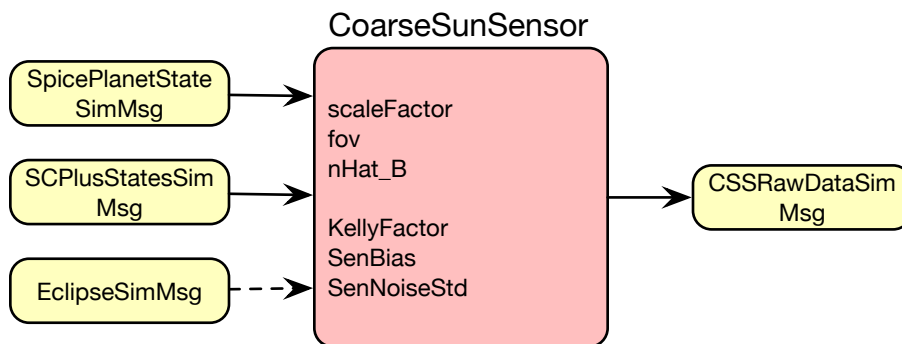 CoarseSunSensor
SpicePlanetState
SimMsg
SCPlusStatesSim
Msg
EclipseSimMsg
scaleFactor
fov
nHat_B
KellyFactor
SenBias
SenNoiseStd
CSSRawDataSim
Msg